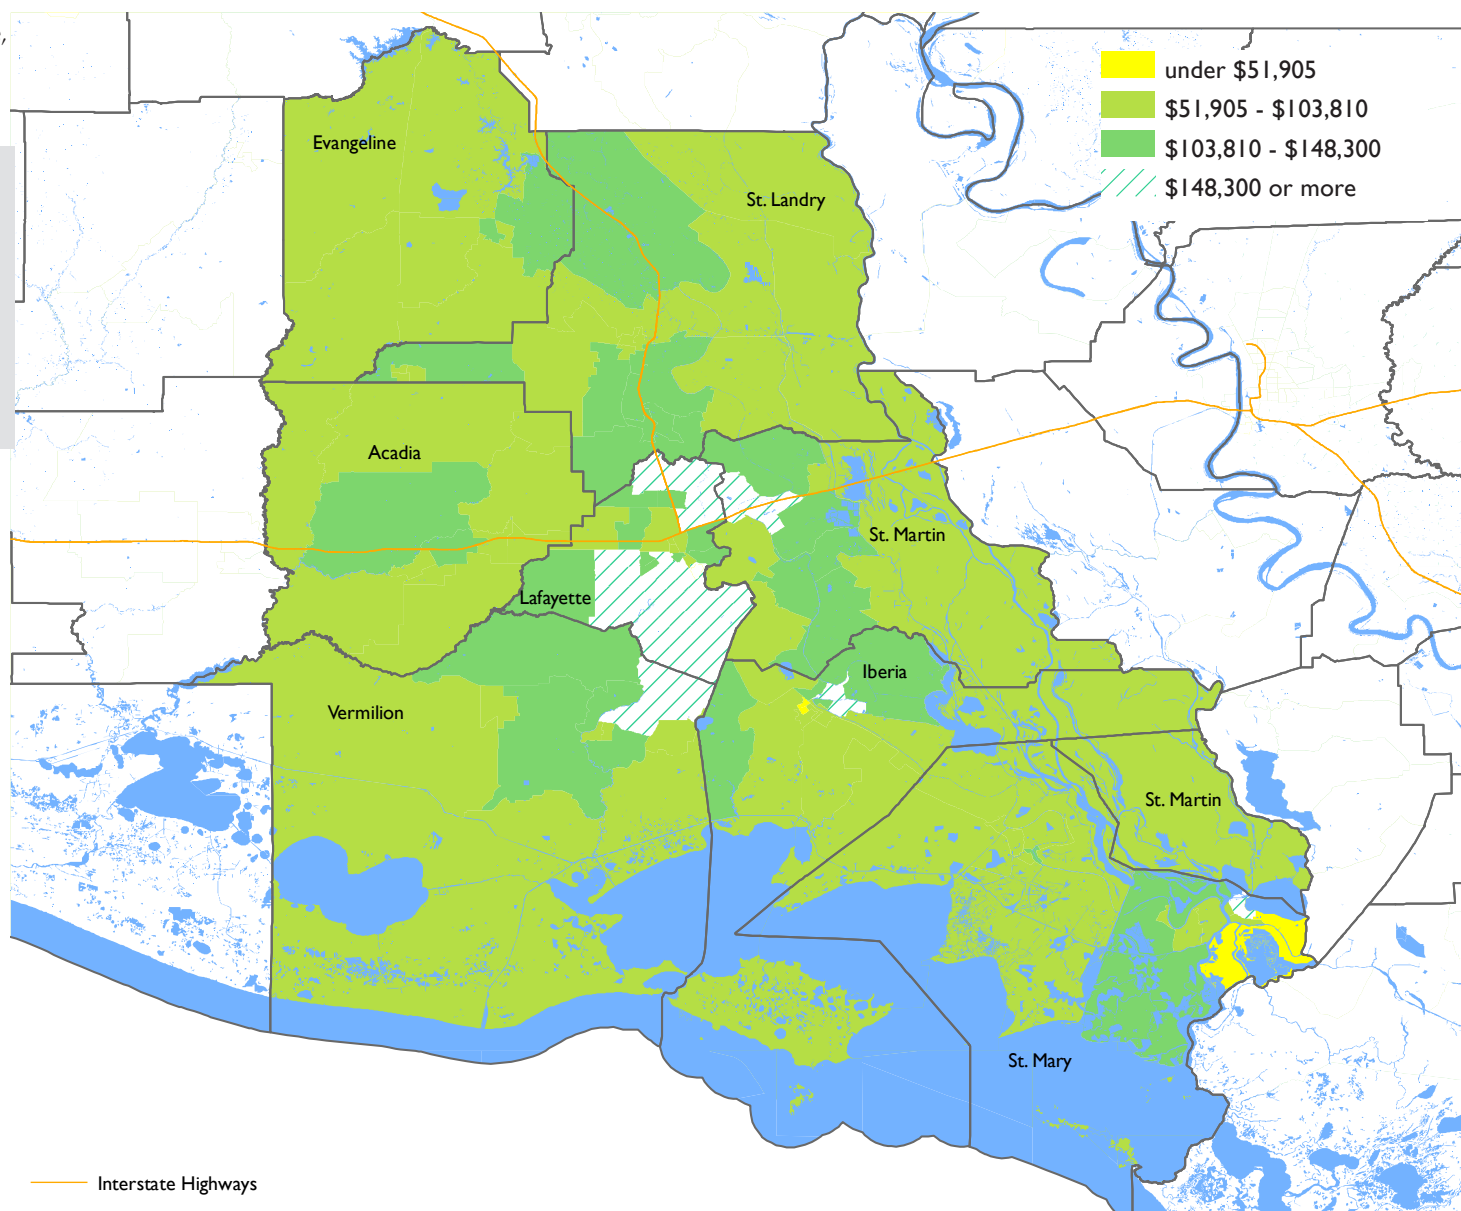 under $51,905
$51,905 - $103,810
$103,810 - $148,300
$148,300 or more
Evangeline
St. Landry
Acadia
St. Martin
Lafayette
Iberia
Vermilion
St. Martin
St. Mary
Interstate Highways